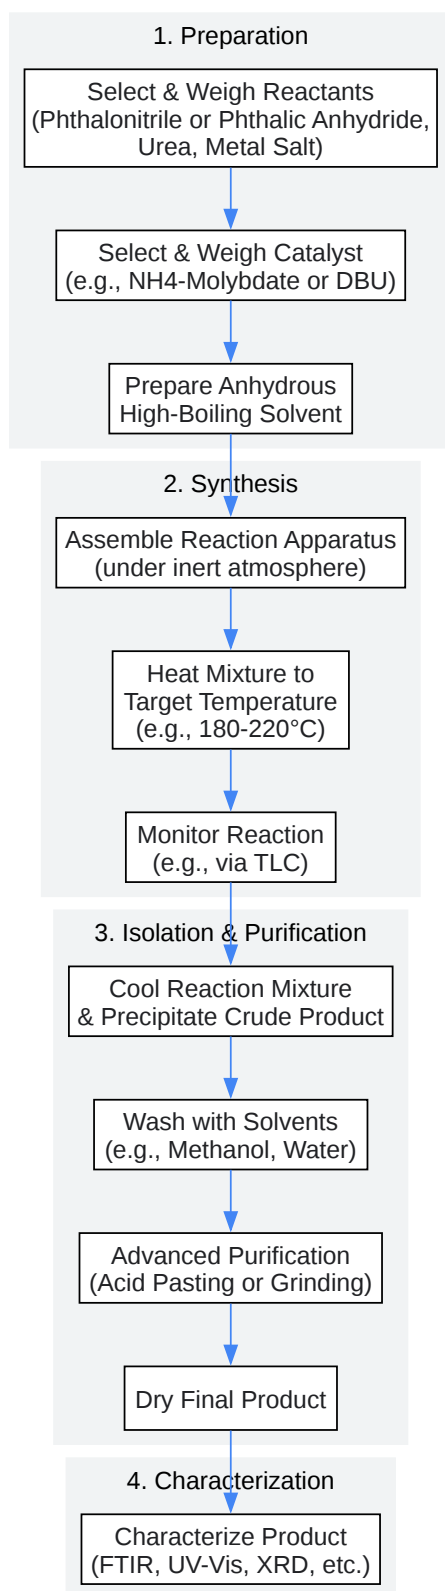 1. Preparation
Select & Weigh Reactants
(Phthalonitrile or Phthalic Anhydride,
Urea, Metal Salt)
Select & Weigh Catalyst
(e.g., NH4-Molybdate or DBU)
Prepare Anhydrous
High-Boiling Solvent
2. Synthesis
Assemble Reaction Apparatus
(under inert atmosphere)
Heat Mixture to
Target Temperature
(e.g., 180-220°C)
Monitor Reaction
(e.g., via TLC)
3. Isolation & Purification
Cool Reaction Mixture
& Precipitate Crude Product
Wash with Solvents
(e.g., Methanol, Water)
Advanced Purification
(Acid Pasting or Grinding)
Dry Final Product
4. Characterization
Characterize Product
(FTIR, UV-Vis, XRD, etc.)